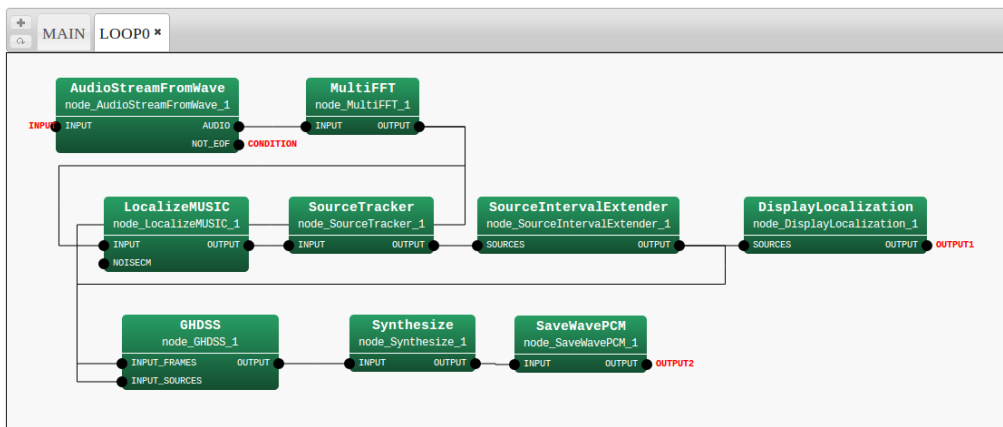 MAIN LOOP0 ✖
AudioStreamFromWave
node_AudioStreamFromWave_1
INPUT INPUT AUDIO
NOT_EOF CONDITION
MultiFFT
node_MultiFFT_1
INPUT OUTPUT
LocalizeMUSIC
node_LocalizeMUSIC_1
INPUT OUTPUT
NOISECM
SourceTracker
node_SourceTracker_1
INPUT OUTPUT
SourceIntervalExtender
node_SourceIntervalExtender_1
SOURCES OUTPUT
DisplayLocalization
node_DisplayLocalization_1
SOURCES OUTPUT OUTPUT1
GHDSS
node_GHDSS_1
INPUT_FRAMES OUTPUT
INPUT_SOURCES
Synthesize
node_Synthesize_1
INPUT OUTPUT
SaveWavePCM
node_SaveWavePCM_1
INPUT OUTPUT OUTPUT2